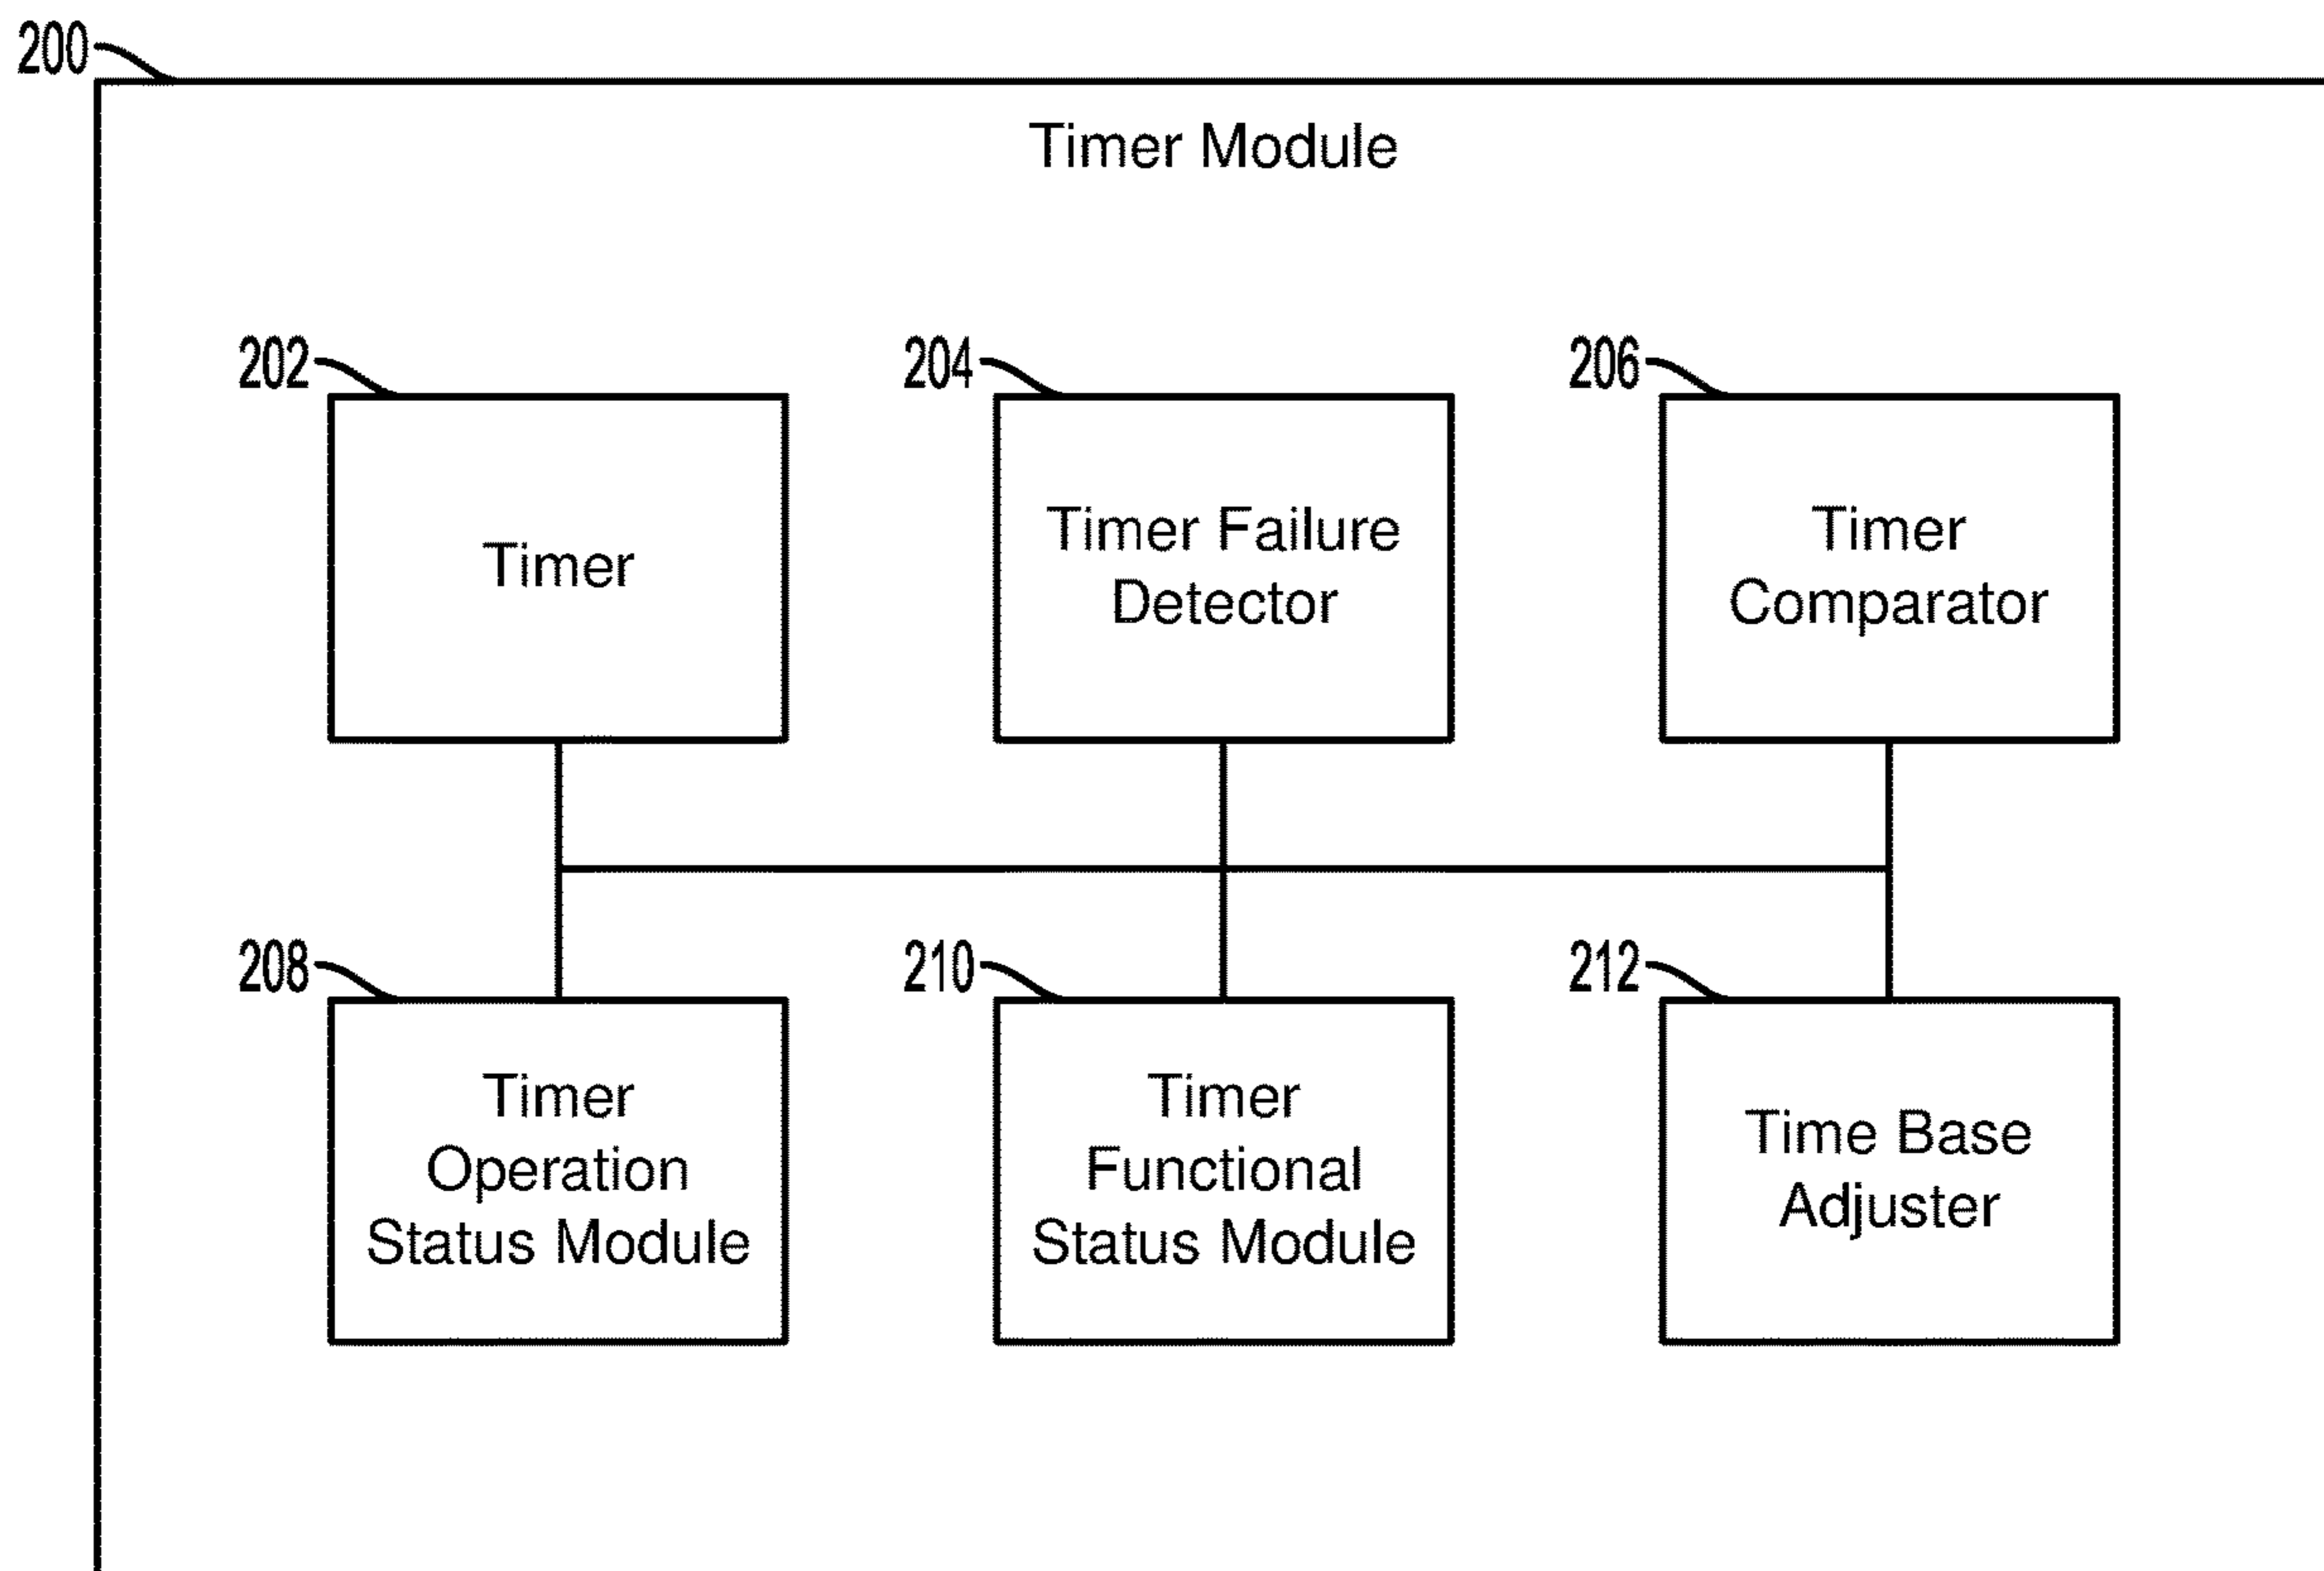 200
Timer Module
202
204
206
Timer
Timer Failure
Detector
Timer
Comparator
208
210
212
Timer
Operation
Status Module
Timer
Functional
Status Module
Time Base
Adjuster